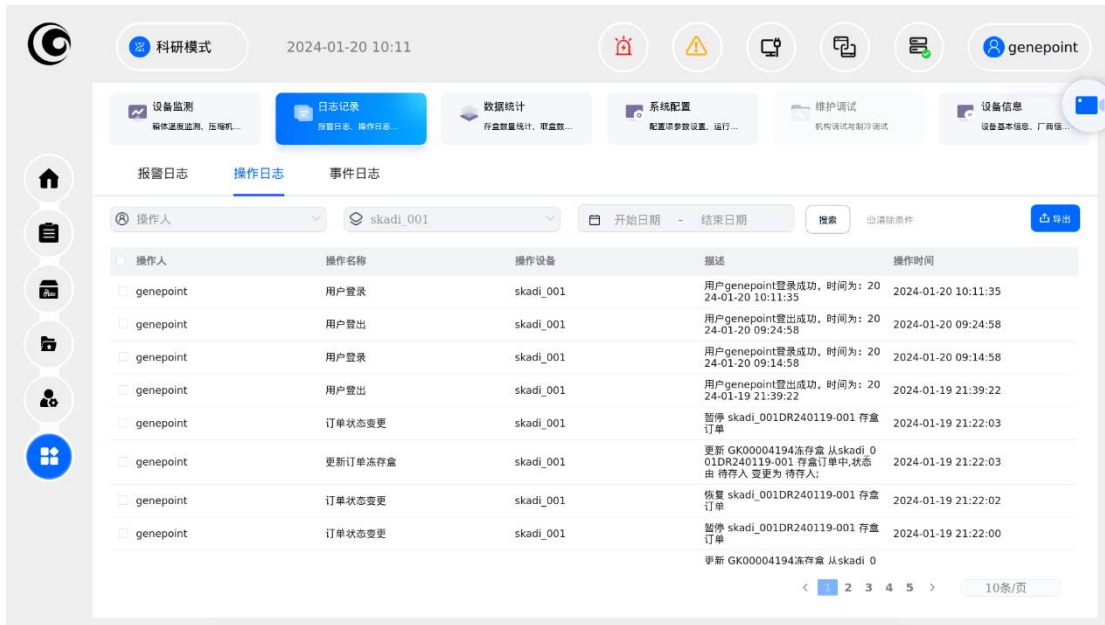 科研模式
2024-01-20 10:11
genepoint
设备监测
箱体温度监测、压缩机...
日志记录
报警日志、操作日志...
数据统计
存盒数量统计、取盒数...
系统配置
配置项参数设置、运行...
维护调试
机构调试与制冷调试
设备信息
设备基本信息、厂商信...
报警日志 操作日志 事件日志
操作人 skadi_001 开始日期 - 结束日期 搜索 清除条件 导出
操作人 操作名称 操作设备 描述 操作时间
genepoint 用户登录 skadi_001 用户genepoint登录成功，时间为：20
24-01-20 10:11:35 2024-01-20 10:11:35
genepoint 用户登出 skadi_001 用户genepoint登出成功，时间为：20
24-01-20 09:24:58 2024-01-20 09:24:58
genepoint 用户登录 skadi_001 用户genepoint登录成功，时间为：20
24-01-20 09:14:58 2024-01-20 09:14:58
genepoint 用户登出 skadi_001 用户genepoint登出成功，时间为：20
24-01-19 21:39:22 2024-01-19 21:39:22
genepoint 订单状态变更 skadi_001 暂停 skadi_001DR240119-001 存盒
订单 2024-01-19 21:22:03
genepoint 更新订单冻存盒 skadi_001 更新 GK00004194冻存盒 从skadi_0
01DR240119-001 存盒订单中,状态 2024-01-19 21:22:03
由 待存入 变更为 待存入;
genepoint 订单状态变更 skadi_001 恢复 skadi_001DR240119-001 存盒
订单 2024-01-19 21:22:02
genepoint 订单状态变更 skadi_001 暂停 skadi_001DR240119-001 存盒
订单 2024-01-19 21:22:00
更新 GK00004194冻存盒 从skadi_0
< 1 2 3 4 5 > 10条/页